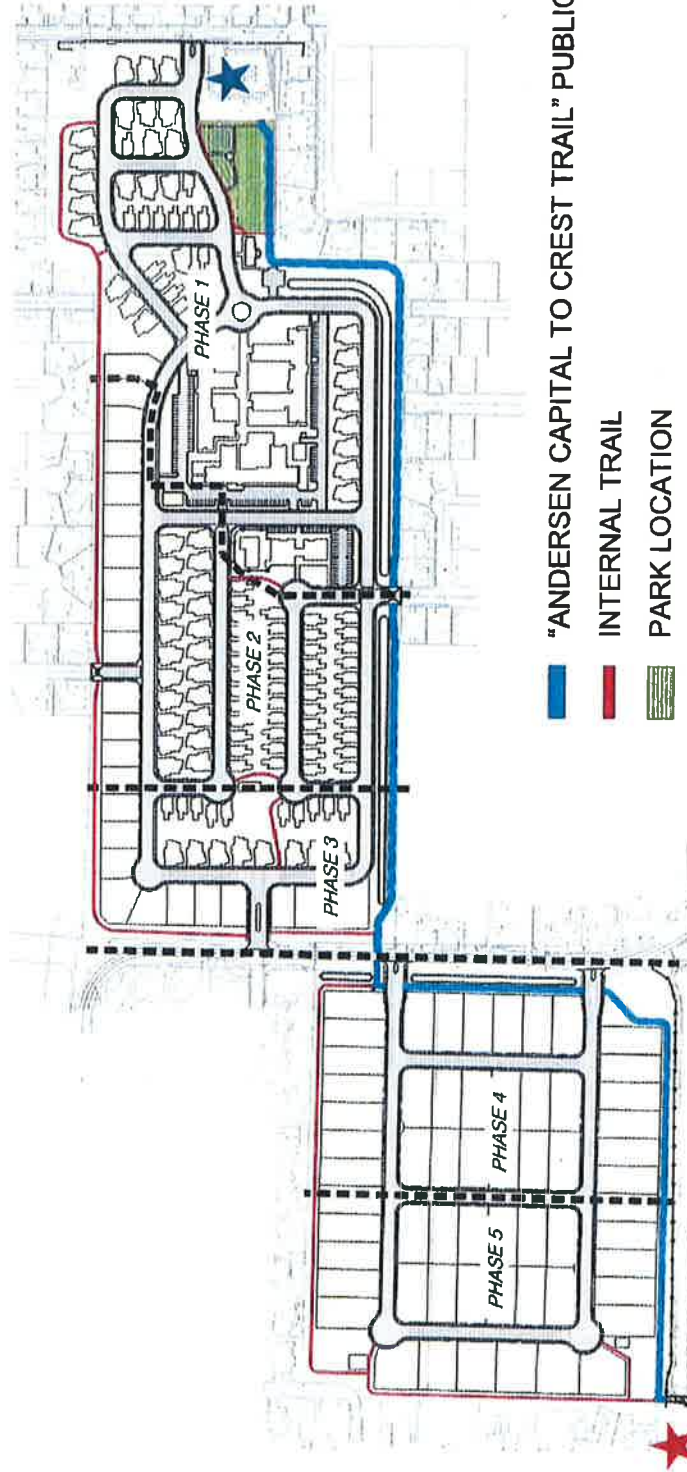 PHASE 1
PHASE 2
PHASE 3
PHASE 4
PHASE 5
"ANDERSEN CAPITAL TO CREST TRAIL" PUBLIC
INTERNAL TRAIL
PARK LOCATION